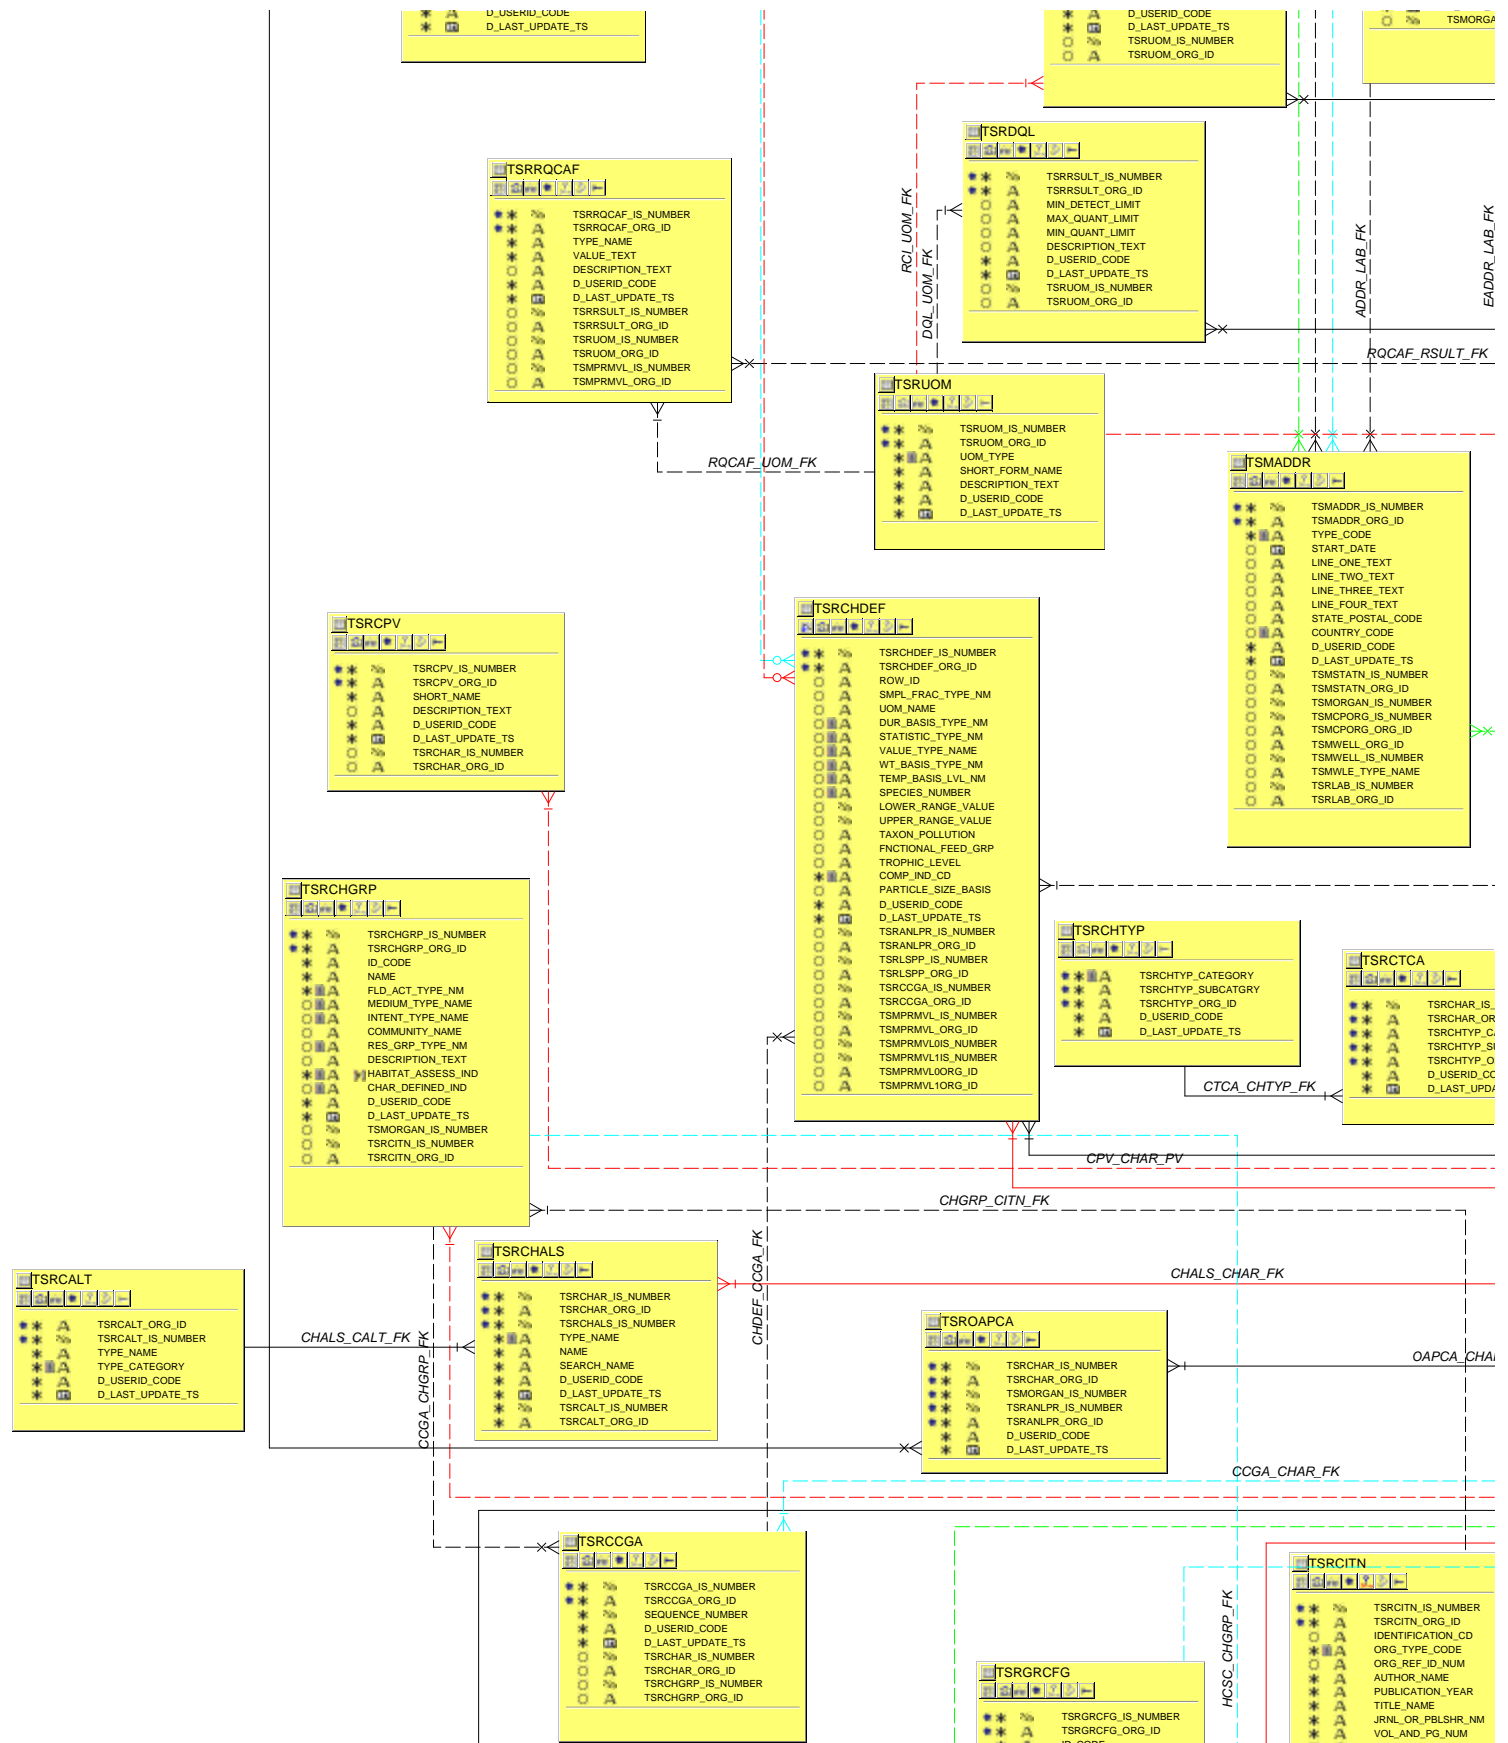 D_USERID_CODE
D_LAST_UPDATE_TS
D_USERID_CODE
D_LAST_UPDATE_TS
TSRUOM_IS_NUMBER
TSRUOM_ORG_ID
TSMORGA
TSRDQL
TSRRSULT_IS_NUMBER
TSRRSULT_ORG_ID
MIN_DETECT_LIMIT
MAX_QUANT_LIMIT
MIN_QUANT_LIMIT
DESCRIPTION_TEXT
D_USERID_CODE
D_LAST_UPDATE_TS
TSRUOM_IS_NUMBER
TSRUOM_ORG_ID
TSRRQCAF
TSRRQCAF_IS_NUMBER
TSRRQCAF_ORG_ID
TYPE_NAME
VALUE_TEXT
DESCRIPTION_TEXT
D_USERID_CODE
D_LAST_UPDATE_TS
TSRRSULT_IS_NUMBER
TSRRSULT_ORG_ID
TSRUOM_IS_NUMBER
TSRUOM_ORG_ID
TSMPRMVL_IS_NUMBER
TSMPRMVL_ORG_ID
RCI_UOM_FK
DQL_UOM_FK
ADDR_LAB_FK
EADDR_LAB_FK
RQCAF_RSULT_FK
RQCAF_UOM_FK
TSRUOM
TSRUOM_IS_NUMBER
TSRUOM_ORG_ID
UOM_TYPE
SHORT_FORM_NAME
DESCRIPTION_TEXT
D_USERID_CODE
D_LAST_UPDATE_TS
TSMADDR
TSMADDR_IS_NUMBER
TSMADDR_ORG_ID
TYPE_CODE
START_DATE
LINE_ONE_TEXT
LINE_TWO_TEXT
LINE_THREE_TEXT
LINE_FOUR_TEXT
STATE_POSTAL_CODE
COUNTRY_CODE
D_USERID_CODE
D_LAST_UPDATE_TS
TSMSTATN_IS_NUMBER
TSMSTATN_ORG_ID
TSMORGAN_IS_NUMBER
TSMCPORG_IS_NUMBER
TSMCPORG_ORG_ID
TSMWELL_ORG_ID
TSMWELL_IS_NUMBER
TSMWLE_TYPE_NAME
TSRLAB_IS_NUMBER
TSRLAB_ORG_ID
TSRCPV
TSRCPV_IS_NUMBER
TSRCPV_ORG_ID
SHORT_NAME
DESCRIPTION_TEXT
D_USERID_CODE
D_LAST_UPDATE_TS
TSRCHAR_IS_NUMBER
TSRCHAR_ORG_ID
TSRCHDEF
TSRCHDEF_IS_NUMBER
TSRCHDEF_ORG_ID
ROW_ID
SMPL_FRAC_TYPE_NM
UOM_NAME
DUR_BASIS_TYPE_NM
STATISTIC_TYPE_NM
VALUE_TYPE_NAME
WT_BASIS_TYPE_NM
TEMP_BASIS_LVL_NM
SPECIES_NUMBER
LOWER_RANGE_VALUE
UPPER_RANGE_VALUE
TAXON_POLLUTION
FNCTIONAL_FEED_GRP
TROPHIC_LEVEL
COMP_IND_CD
PARTICLE_SIZE_BASIS
D_USERID_CODE
D_LAST_UPDATE_TS
TSRANLPR_IS_NUMBER
TSRANLPR_ORG_ID
TSRLSPP_IS_NUMBER
TSRLSPP_ORG_ID
TSRCCGA_IS_NUMBER
TSRCCGA_ORG_ID
TSMPRMVL_IS_NUMBER
TSMPRMVL_ORG_ID
TSMPRMVL0IS_NUMBER
TSMPRMVL1IS_NUMBER
TSMPRMVL0ORG_ID
TSMPRMVL1ORG_ID
TSRCHGRP
TSRCHGRP_IS_NUMBER
TSRCHGRP_ORG_ID
ID_CODE
NAME
FLD_ACT_TYPE_NM
MEDIUM_TYPE_NAME
INTENT_TYPE_NAME
COMMUNITY_NAME
RES_GRP_TYPE_NM
DESCRIPTION_TEXT
HABITAT_ASSESS_IND
CHAR_DEFINED_IND
D_USERID_CODE
D_LAST_UPDATE_TS
TSMORGAN_IS_NUMBER
TSRCITN_IS_NUMBER
TSRCITN_ORG_ID
TSRCHTYP
TSRCHTYP_CATEGORY
TSRCHTYP_SUBCATGRY
TSRCHTYP_ORG_ID
D_USERID_CODE
D_LAST_UPDATE_TS
TSRCTCA
TSRCHAR_IS_
TSRCHAR_OR
TSRCHTYP_CA
TSRCHTYP_SU
TSRCHTYP_O
D_USERID_CO
D_LAST_UPDA
CTCA_CHTYP_FK
CPV_CHAR_PV
CHGRP_CITN_FK
CHDEF_CCGA_FK
TSRCHALS
TSRCHAR_IS_NUMBER
TSRCHAR_ORG_ID
TSRCHALS_IS_NUMBER
TYPE_NAME
NAME
SEARCH_NAME
D_USERID_CODE
D_LAST_UPDATE_TS
TSRCALT_IS_NUMBER
TSRCALT_ORG_ID
CHALS_CHAR_FK
TSRCALT
TSRCALT_ORG_ID
TSRCALT_IS_NUMBER
TYPE_NAME
TYPE_CATEGORY
D_USERID_CODE
D_LAST_UPDATE_TS
CHALS_CALT_FK
CCGA_CHGRP_FK
TSROAPCA
TSRCHAR_IS_NUMBER
TSRCHAR_ORG_ID
TSMORGAN_IS_NUMBER
TSRANLPR_IS_NUMBER
TSRANLPR_ORG_ID
D_USERID_CODE
D_LAST_UPDATE_TS
OAPCA_CHA
CCGA_CHAR_FK
TSRCCGA
TSRCCGA_IS_NUMBER
TSRCCGA_ORG_ID
SEQUENCE_NUMBER
D_USERID_CODE
D_LAST_UPDATE_TS
TSRCHAR_IS_NUMBER
TSRCHAR_ORG_ID
TSRCHGRP_IS_NUMBER
TSRCHGRP_ORG_ID
HCSC_CHGRP_FK
TSRGRCFG
TSRGRCFG_IS_NUMBER
TSRGRCFG_ORG_ID
TSRCITN
TSRCITN_IS_NUMBER
TSRCITN_ORG_ID
IDENTIFICATION_CD
ORG_TYPE_CODE
ORG_REF_ID_NUM
AUTHOR_NAME
PUBLICATION_YEAR
TITLE_NAME
JRNL_OR_PBLSHR_NM
VOL_AND_PG_NUM